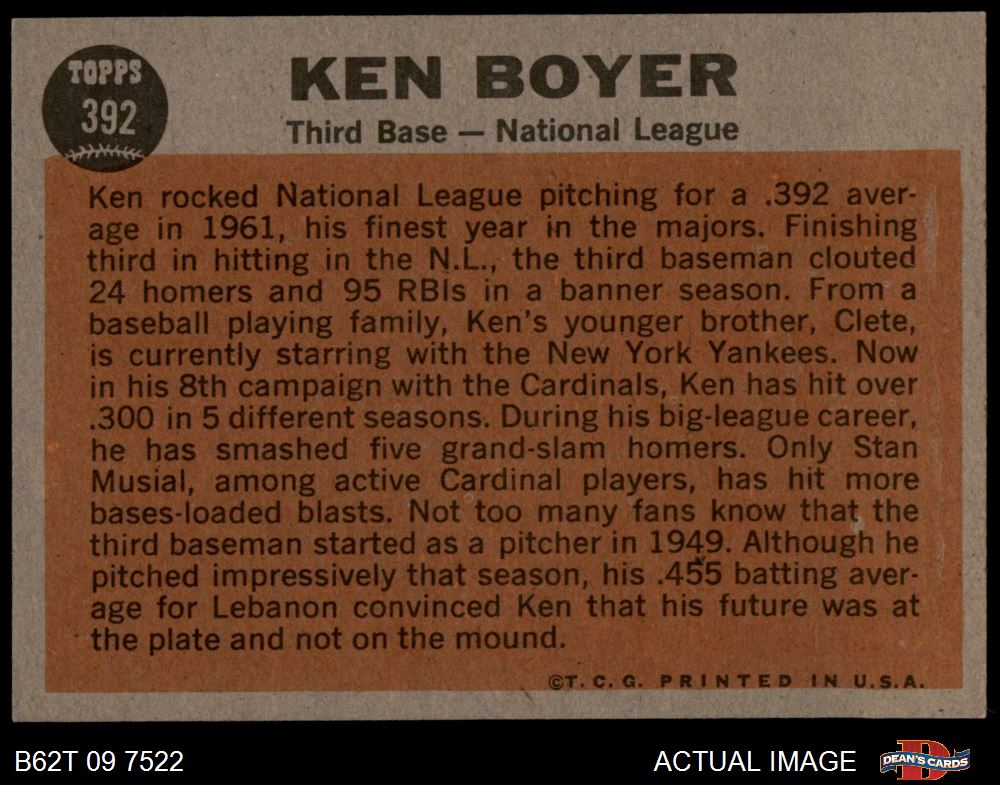 TOPPS
392
KEN BOYER
Third Base — National League
Ken rocked National League pitching for a .392 aver-
age in 1961, his finest year in the majors. Finishing
third in hitting in the N.L., the third baseman clouted
24 homers and 95 RBIs in a banner season. From a
baseball playing family, Ken's younger brother, Clete,
is currently starring with the New York Yankees. Now
in his 8th campaign with the Cardinals, Ken has hit over
.300 in 5 different seasons. During his big-league career,
he has smashed five grand-slam homers. Only Stan
Musial, among active Cardinal players, has hit more
bases-loaded blasts. Not too many fans know that the
third baseman started as a pitcher in 1949. Although he
pitched impressively that season, his .455 batting aver-
age for Lebanon convinced Ken that his future was at
the plate and not on the mound.
©T. C. G. PRINTED IN U.S.A.
B62T 09 7522
ACTUAL IMAGE
D
DEAN'S CARDS